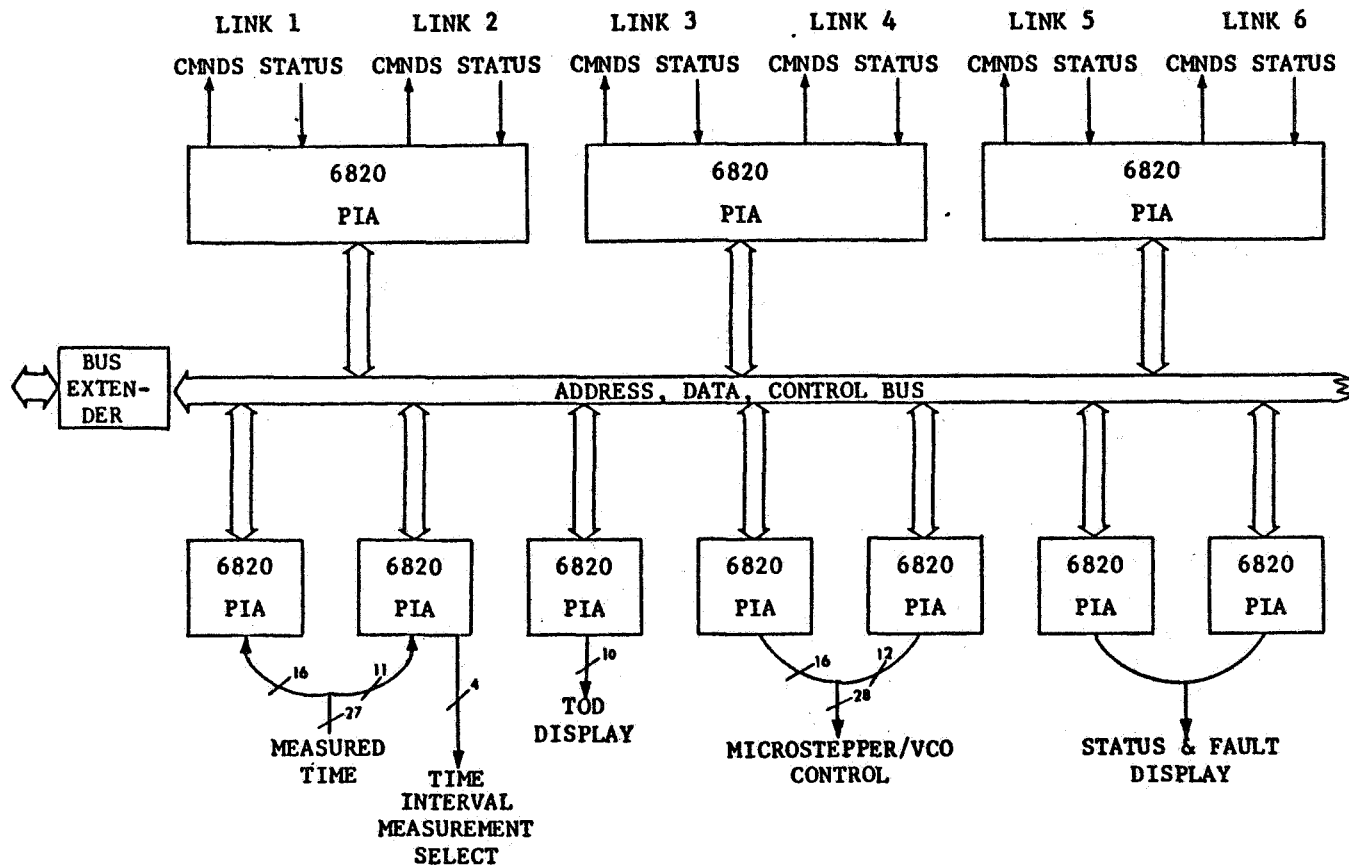 LINK 1 LINK 2 LINK 3 LINK 4 LINK 5 LINK 6
CMNDS STATUS CMNDS STATUS CMNDS STATUS CMNDS STATUS CMNDS STATUS CMNDS STATUS
6820 6820 6820
PIA PIA PIA
BUS
EXTEN-
DER
ADDRESS, DATA, CONTROL BUS
6820 6820 6820 6820 6820 6820 6820
PIA PIA PIA PIA PIA PIA PIA
16 11 4 10 16 12
27 28
MEASURED
TIME
TIME
INTERVAL
MEASUREMENT
SELECT
TOD
DISPLAY
MICROSTEPPER/VCO
CONTROL
STATUS & FAULT
DISPLAY